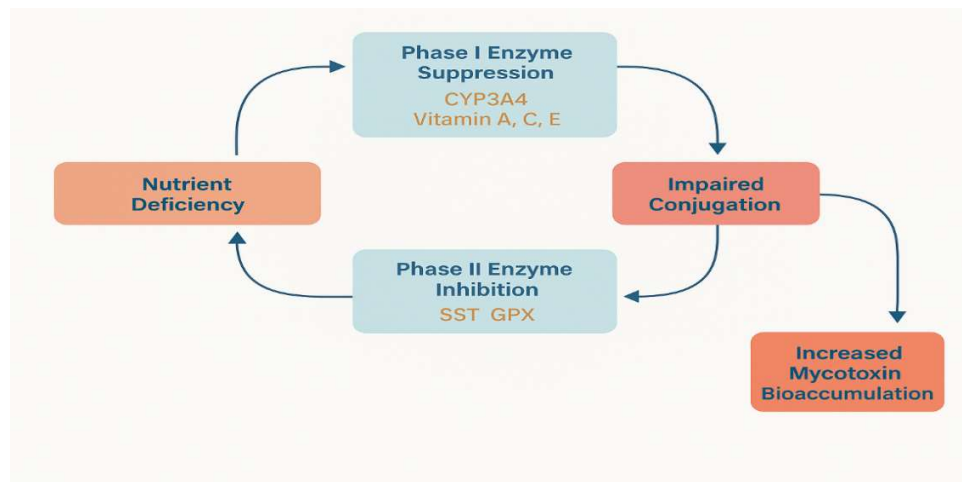 Phase I Enzyme
Suppression
CYP3A4
Vitamin A, C, E
Nutrient
Deficiency
Impaired
Conjugation
Phase II Enzyme
Inhibition
SST GPX
Increased
Mycotoxin
Bioaccumulation